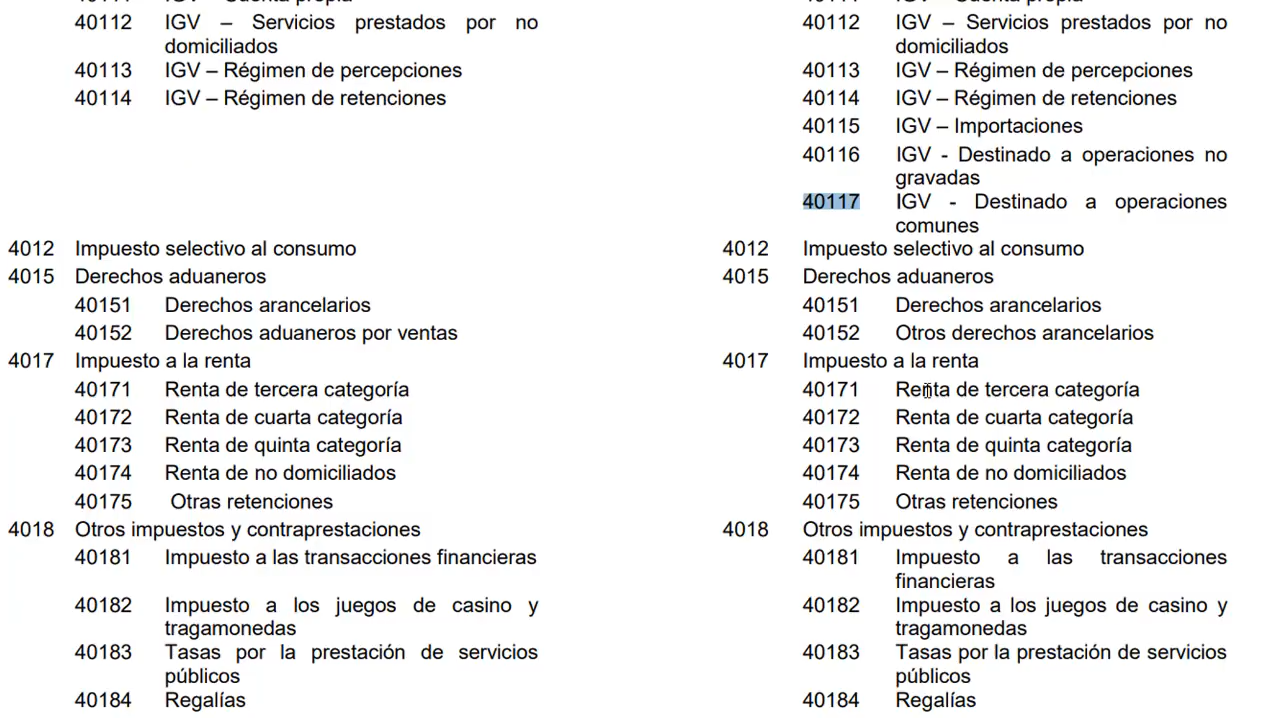 40112 IGV – Servicios prestados por no
domiciliados
40113 IGV – Régimen de percepciones
40114 IGV – Régimen de retenciones
4012 Impuesto selectivo al consumo
4015 Derechos aduaneros
40151 Derechos arancelarios
40152 Derechos aduaneros por ventas
4017 Impuesto a la renta
40171 Renta de tercera categoría
40172 Renta de cuarta categoría
40173 Renta de quinta categoría
40174 Renta de no domiciliados
40175 Otras retenciones
4018 Otros impuestos y contraprestaciones
40181 Impuesto a las transacciones financieras
40182 Impuesto a los juegos de casino y
tragamonedas
40183 Tasas por la prestación de servicios
públicos
40184 Regalías
40112 IGV – Servicios prestados por no
domiciliados
40113 IGV – Régimen de percepciones
40114 IGV – Régimen de retenciones
40115 IGV – Importaciones
40116 IGV - Destinado a operaciones no
gravadas
40117 IGV - Destinado a operaciones
comunes
4012 Impuesto selectivo al consumo
4015 Derechos aduaneros
40151 Derechos arancelarios
40152 Otros derechos arancelarios
4017 Impuesto a la renta
40171 Renta de tercera categoría
40172 Renta de cuarta categoría
40173 Renta de quinta categoría
40174 Renta de no domiciliados
40175 Otras retenciones
4018 Otros impuestos y contraprestaciones
40181 Impuesto a las transacciones
financieras
40182 Impuesto a los juegos de casino y
tragamonedas
40183 Tasas por la prestación de servicios
públicos
40184 Regalías